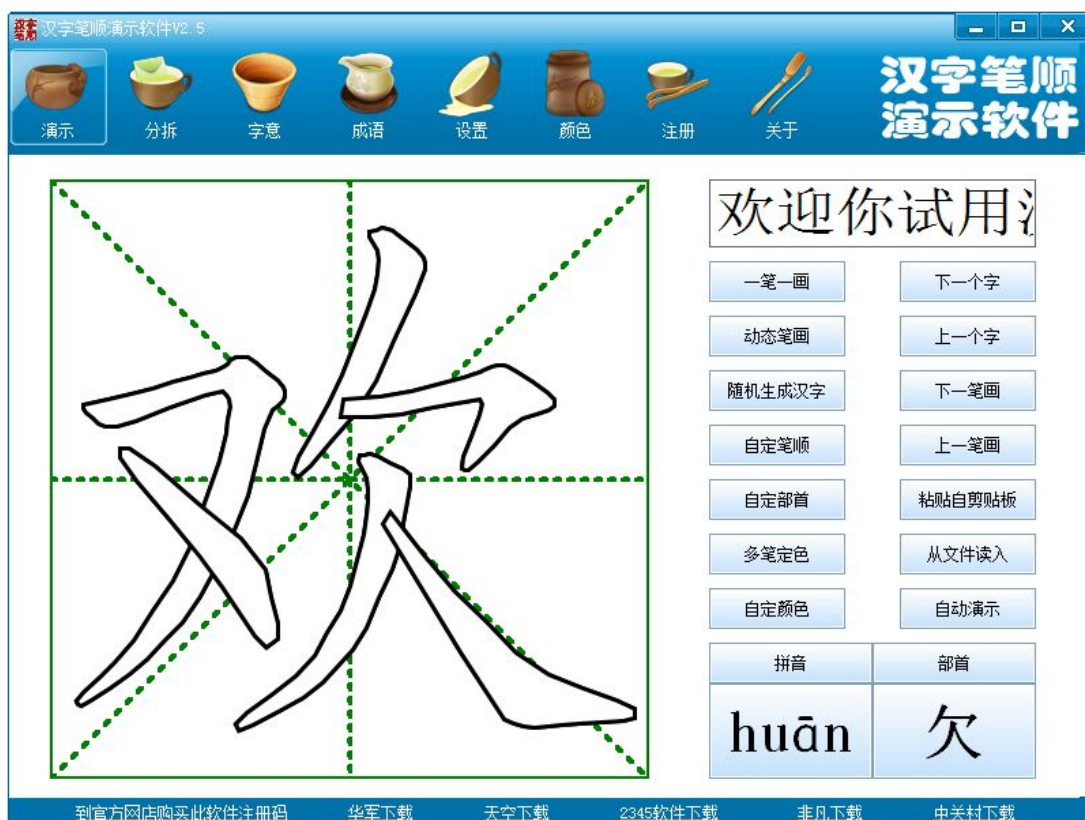 汉字笔顺演示软件V2.5
演示 分拆 字意 成语 设置 颜色 注册 关于
汉字笔顺
演示软件
欢
欢迎你试用
一笔一画 下一个字
动态笔画 上一个字
随机生成汉字 下一笔画
自定笔顺 上一笔画
自定部首 粘贴自剪贴板
多笔定色 从文件读入
自定颜色 自动演示
拼音 部首
huān 欠
到官方网店购买此软件注册码 华军下载 天空下载 2345软件下载 非凡下载 中关村下载